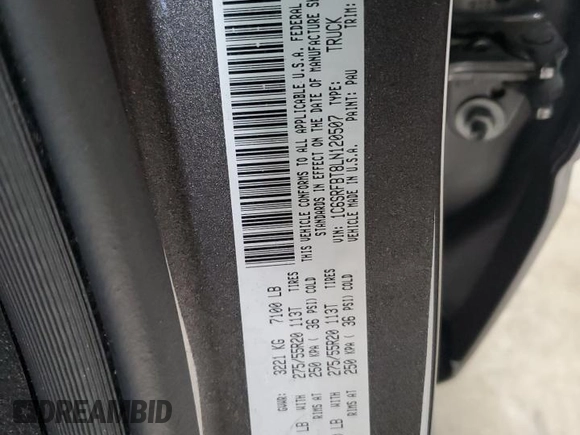 THIS VEHICLE CONFORMS TO ALL APPLICABLE U.S.A. FEDERAL
STANDARDS IN EFFECT ON THE DATE OF MANUFACTURE
VIN: 1C6SRFBT8LN120507 TYPE: TRUCK
VEHICLE MADE IN U.S.A. PAINT: PAU TRIM:
GVWR: 3221 KG 7100 LB
LB WITH 275/55R20 113T TIRES
RIMS AT 250 KPA ( 36 PSI) COLD
LB WITH 275/55R20 113T TIRES
RIMS AT 250 KPA ( 36 PSI) COLD
DREAMBID